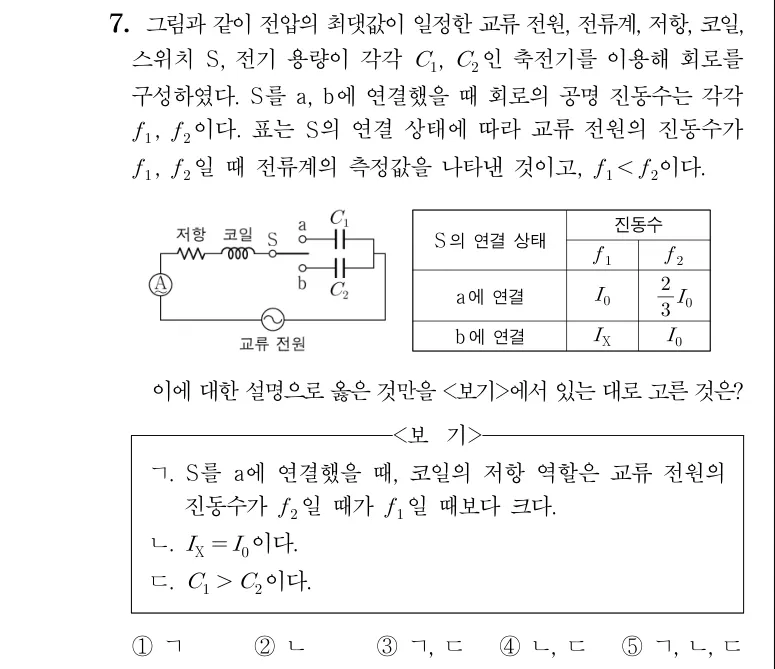 7. 그림과 같이 전압의 최댓값이 일정한 교류 전원, 전류계, 저항, 코일,
스위치 S, 전기 용량이 각각 C₁, C₂인 축전기를 이용해 회로를
구성하였다. S를 a, b에 연결했을 때 회로의 공명 진동수는 각각
f₁, f₂이다. 표는 S의 연결 상태에 따라 교류 전원의 진동수가
f₁, f₂일 때 전류계의 측정값을 나타낸 것이고, f₁<f₂이다.
저항 코일 S a C₁
A b C₂
교류 전원
S의 연결 상태 진동수
f₁ f₂
a에 연결 I₀ 2/3 I₀
b에 연결 Iₓ I₀
이에 대한 설명으로 옳은 것만을 <보기>에서 있는 대로 고른 것은?
<보 기>
ㄱ. S를 a에 연결했을 때, 코일의 저항 역할은 교류 전원의
진동수가 f₂일 때가 f₁일 때보다 크다.
ㄴ. Iₓ = I₀이다.
ㄷ. C₁ > C₂이다.
① ㄱ ② ㄴ ③ ㄱ, ㄷ ④ ㄴ, ㄷ ⑤ ㄱ, ㄴ, ㄷ